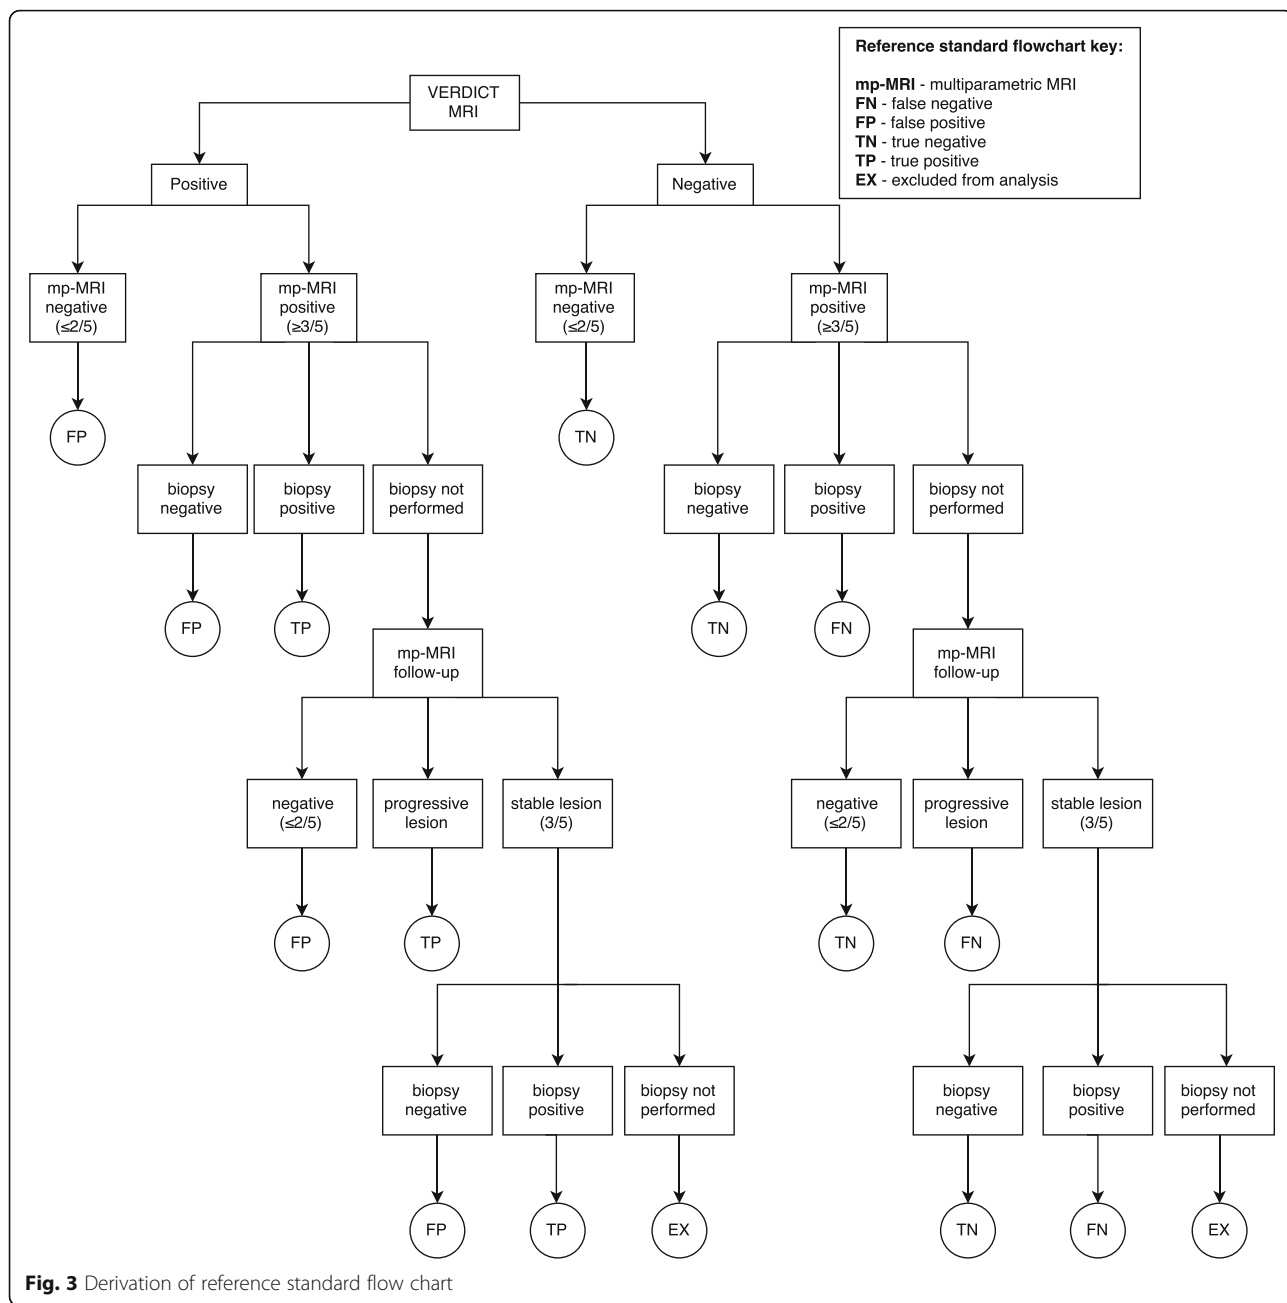 Reference standard flowchart key:
mp-MRI - multiparametric MRI
FN - false negative
FP - false positive
TN - true negative
TP - true positive
EX - excluded from analysis
VERDICT
MRI
Positive
Negative
mp-MRI
negative
(≤2/5)
mp-MRI
positive
(≥3/5)
mp-MRI
negative
(≤2/5)
mp-MRI
positive
(≥3/5)
FP
TN
biopsy
negative
biopsy
positive
biopsy not
performed
biopsy
negative
biopsy
positive
biopsy not
performed
FP
TP
TN
FN
mp-MRI
follow-up
mp-MRI
follow-up
negative
(≤2/5)
progressive
lesion
stable lesion
(3/5)
negative
(≤2/5)
progressive
lesion
stable lesion
(3/5)
FP
TP
TN
FN
biopsy
negative
biopsy
positive
biopsy not
performed
biopsy
negative
biopsy
positive
biopsy not
performed
FP
TP
EX
TN
FN
EX
Fig. 3 Derivation of reference standard flow chart